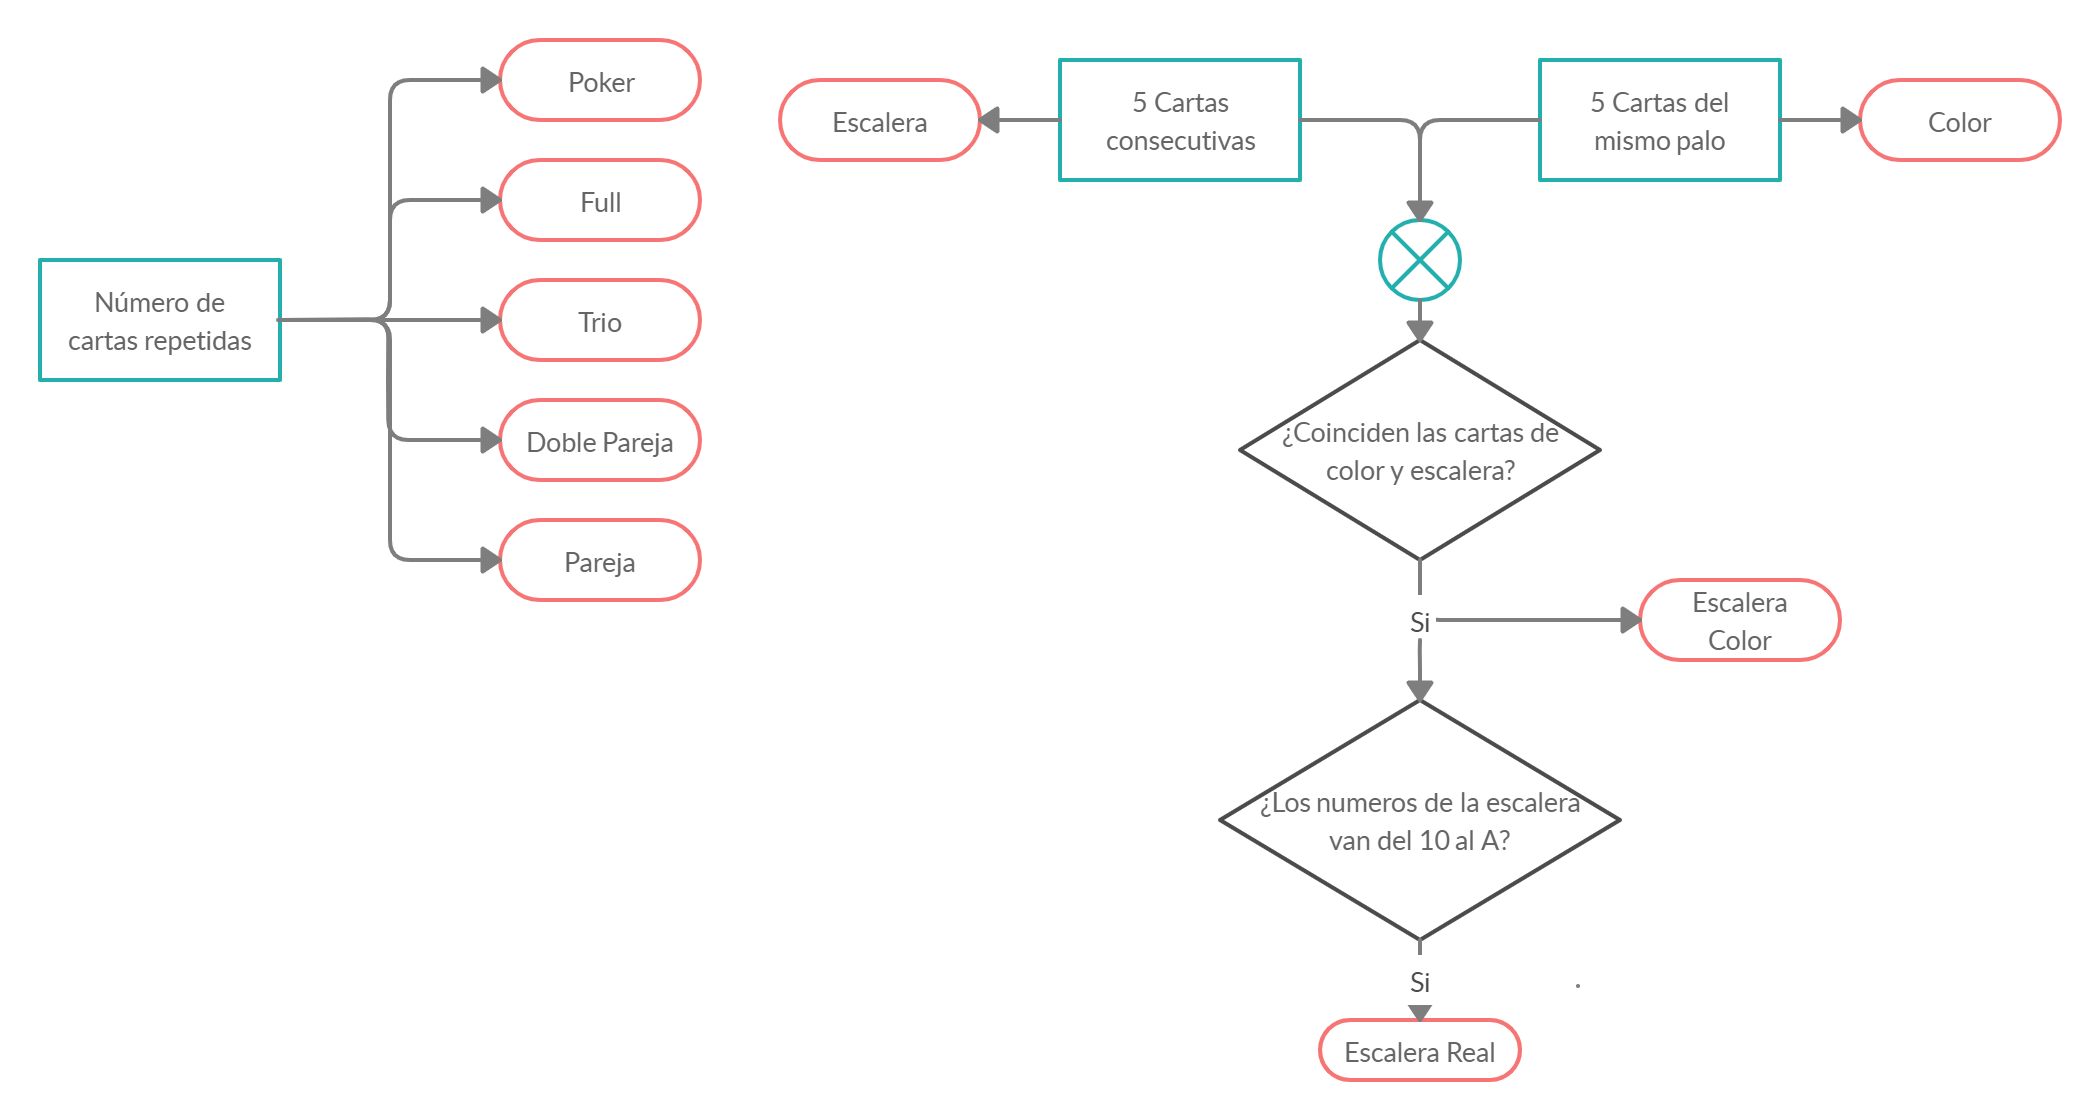 Poker
Full
Número de
cartas repetidas
Trio
Doble Pareja
Pareja
Escalera
5 Cartas
consecutivas
5 Cartas del
mismo palo
Color
¿Coinciden las cartas de
color y escalera?
Si
Escalera
Color
¿Los numeros de la escalera
van del 10 al A?
Si
Escalera Real